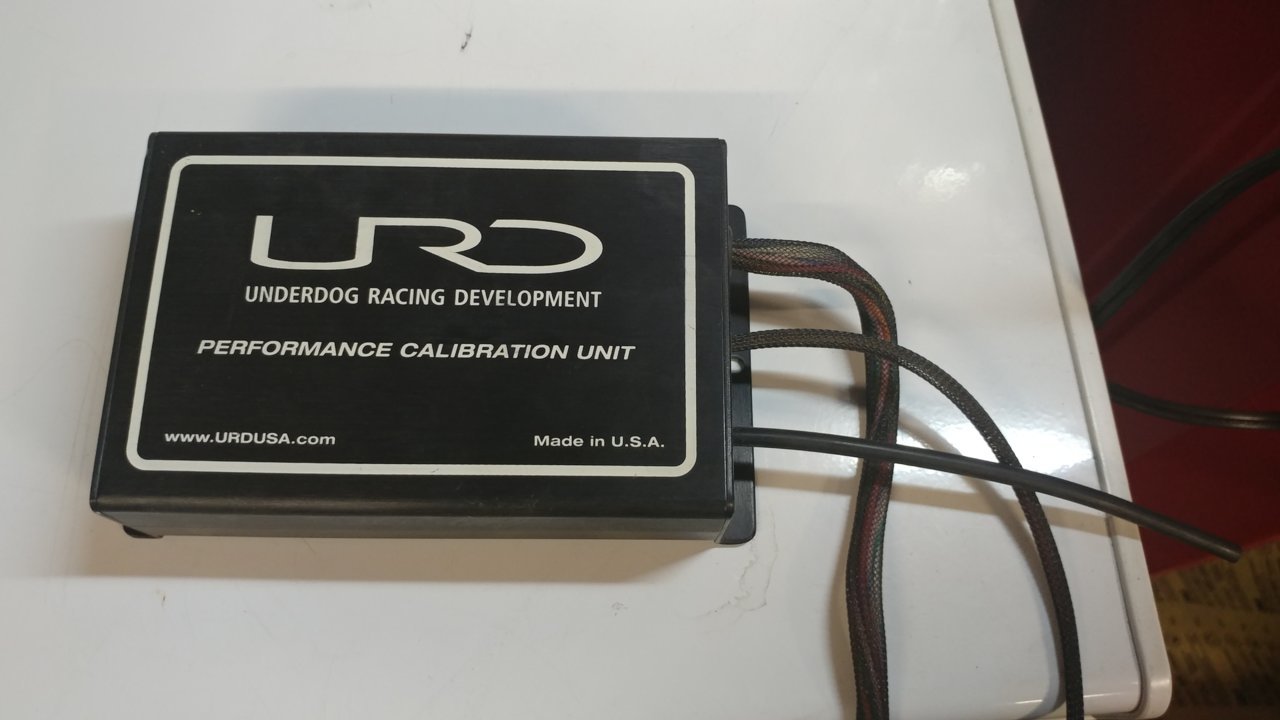 URD
UNDERDOG RACING DEVELOPMENT
PERFORMANCE CALIBRATION UNIT
www.URDUSA.com
Made in U.S.A.